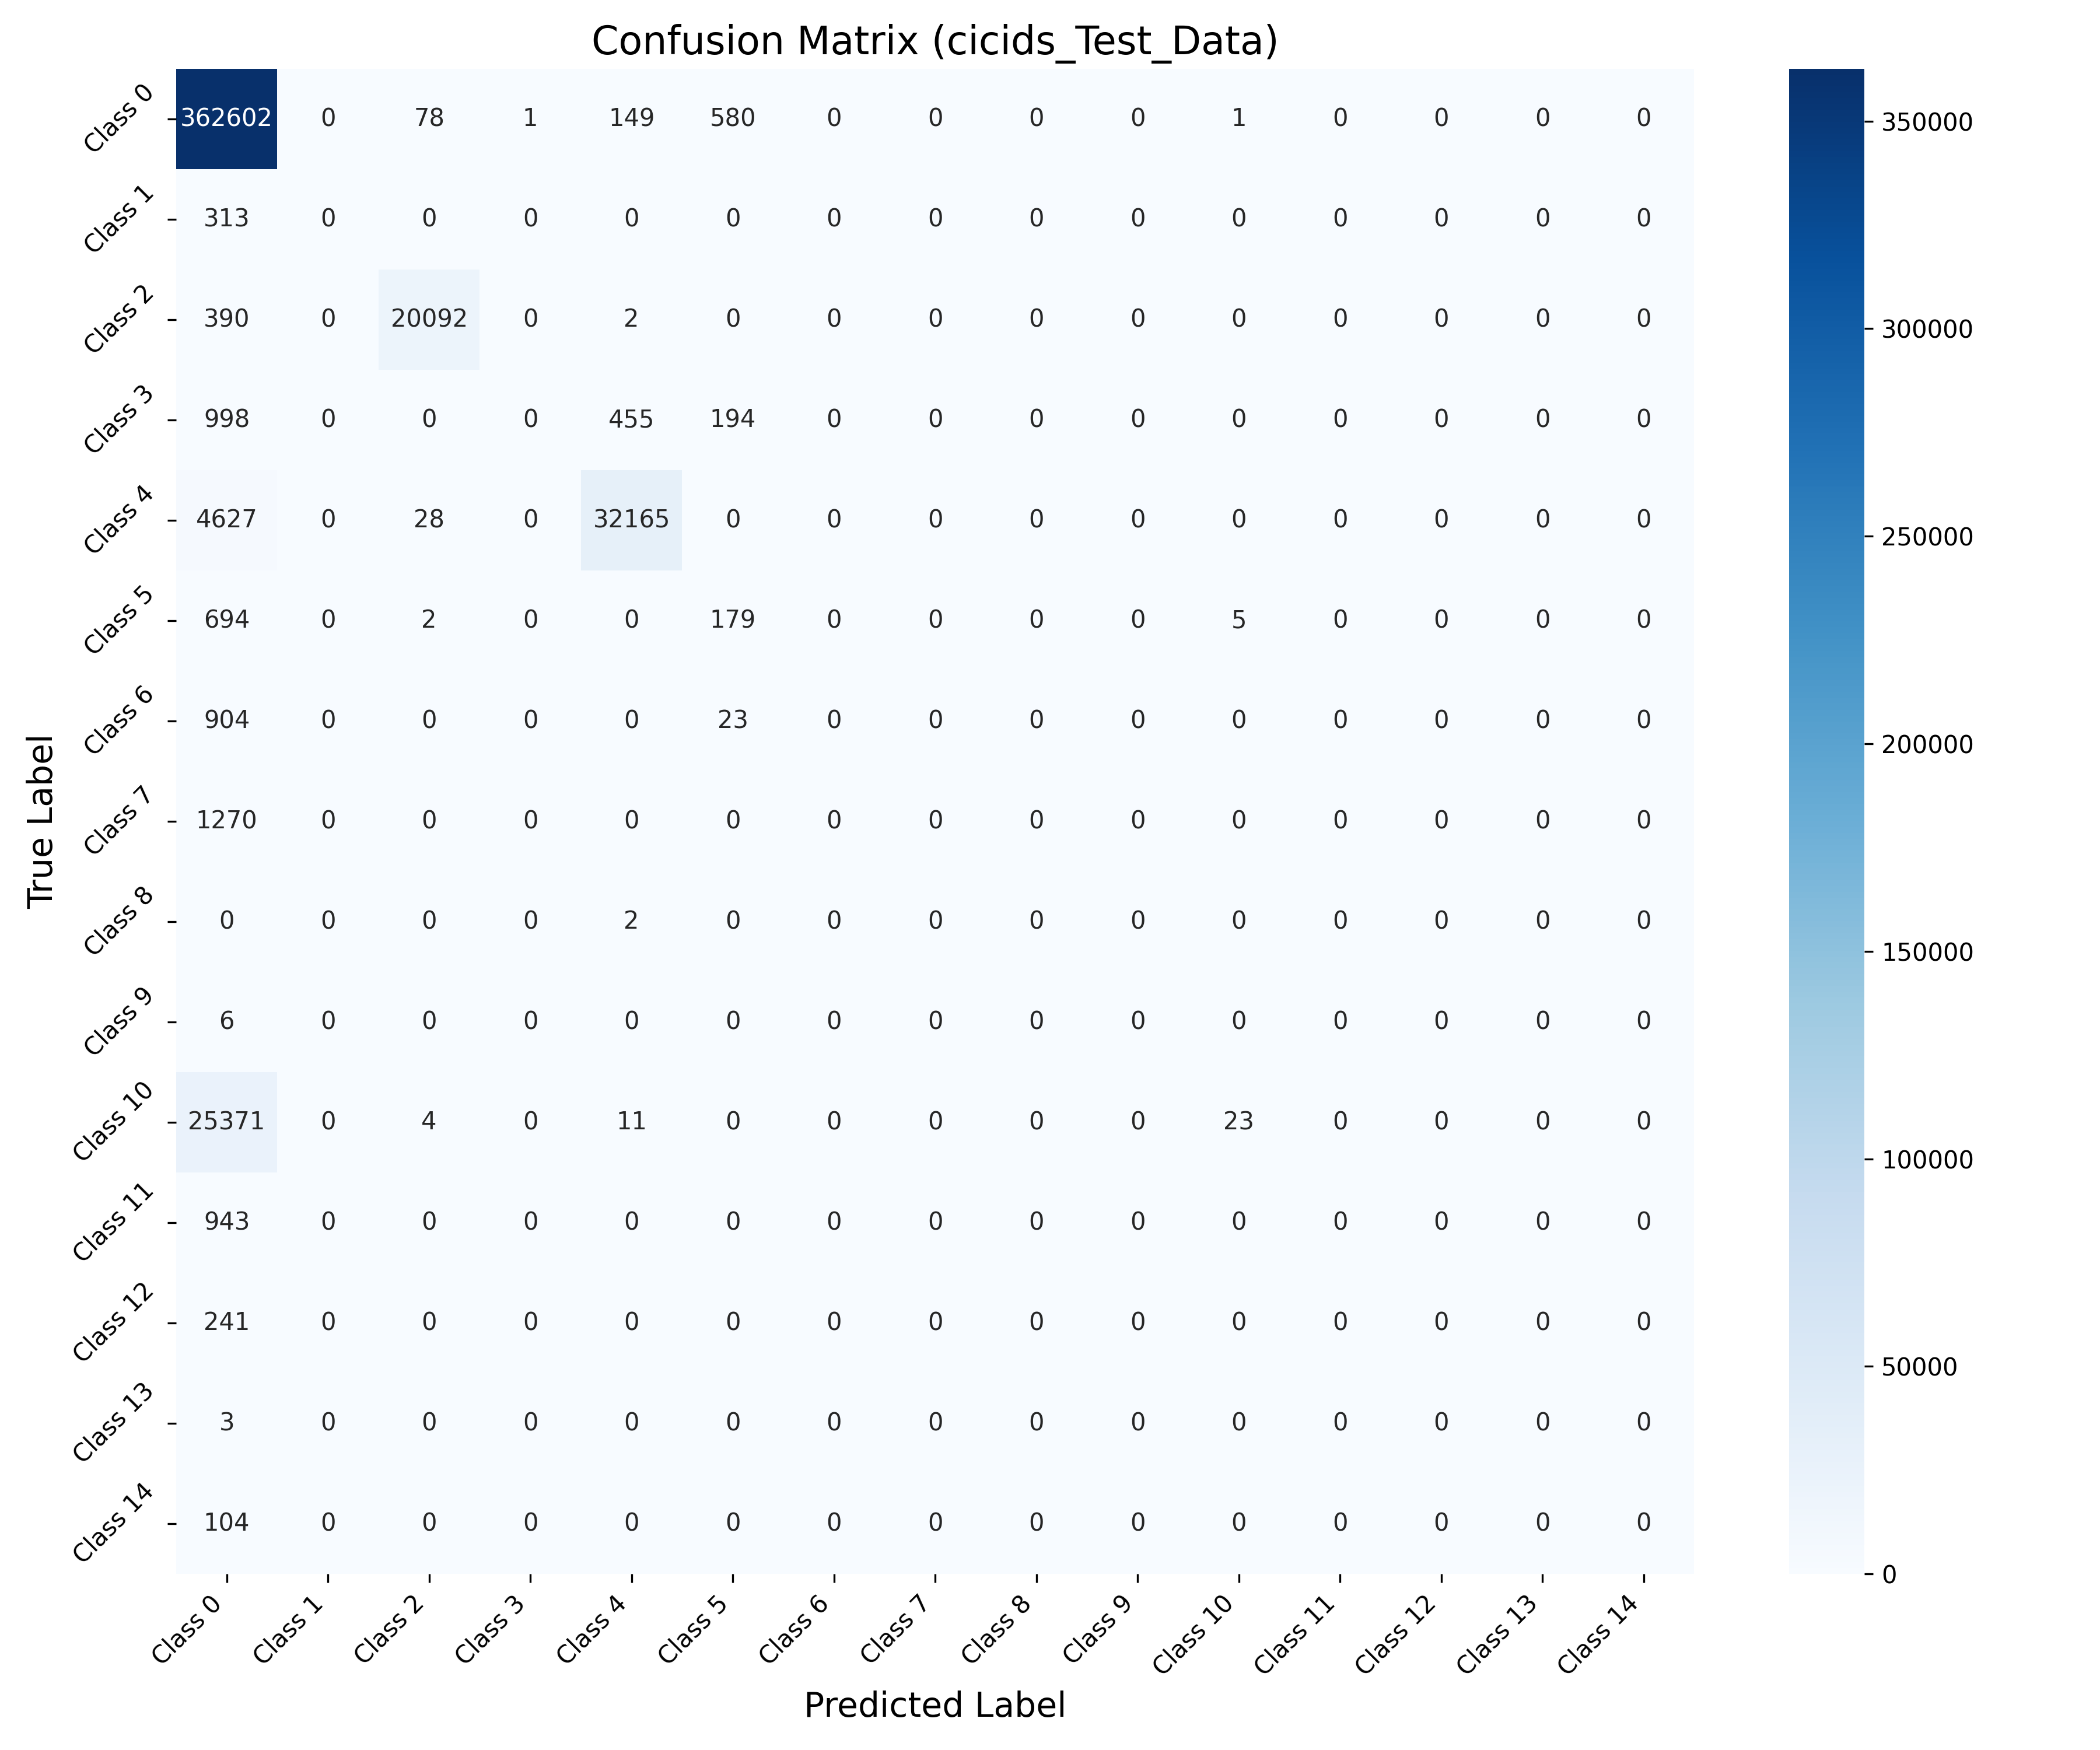 Confusion Matrix (cicids_Test_Data)
True Label
Class 0 362602 0 78 1 149 580 0 0 0 0 1 0 0 0 0
Class 1 313 0 0 0 0 0 0 0 0 0 0 0 0 0 0
Class 2 390 0 20092 0 2 0 0 0 0 0 0 0 0 0 0
Class 3 998 0 0 0 455 194 0 0 0 0 0 0 0 0 0
Class 4 4627 0 28 0 32165 0 0 0 0 0 0 0 0 0 0
Class 5 694 0 2 0 0 179 0 0 0 0 5 0 0 0 0
Class 6 904 0 0 0 0 23 0 0 0 0 0 0 0 0 0
Class 7 1270 0 0 0 0 0 0 0 0 0 0 0 0 0 0
Class 8 0 0 0 0 2 0 0 0 0 0 0 0 0 0 0
Class 9 6 0 0 0 0 0 0 0 0 0 0 0 0 0 0
Class 10 25371 0 4 0 11 0 0 0 0 0 23 0 0 0 0
Class 11 943 0 0 0 0 0 0 0 0 0 0 0 0 0 0
Class 12 241 0 0 0 0 0 0 0 0 0 0 0 0 0 0
Class 13 3 0 0 0 0 0 0 0 0 0 0 0 0 0 0
Class 14 104 0 0 0 0 0 0 0 0 0 0 0 0 0 0
Class 0 Class 1 Class 2 Class 3 Class 4 Class 5 Class 6 Class 7 Class 8 Class 9 Class 10 Class 11 Class 12 Class 13 Class 14
Predicted Label
350000
300000
250000
200000
150000
100000
50000
0